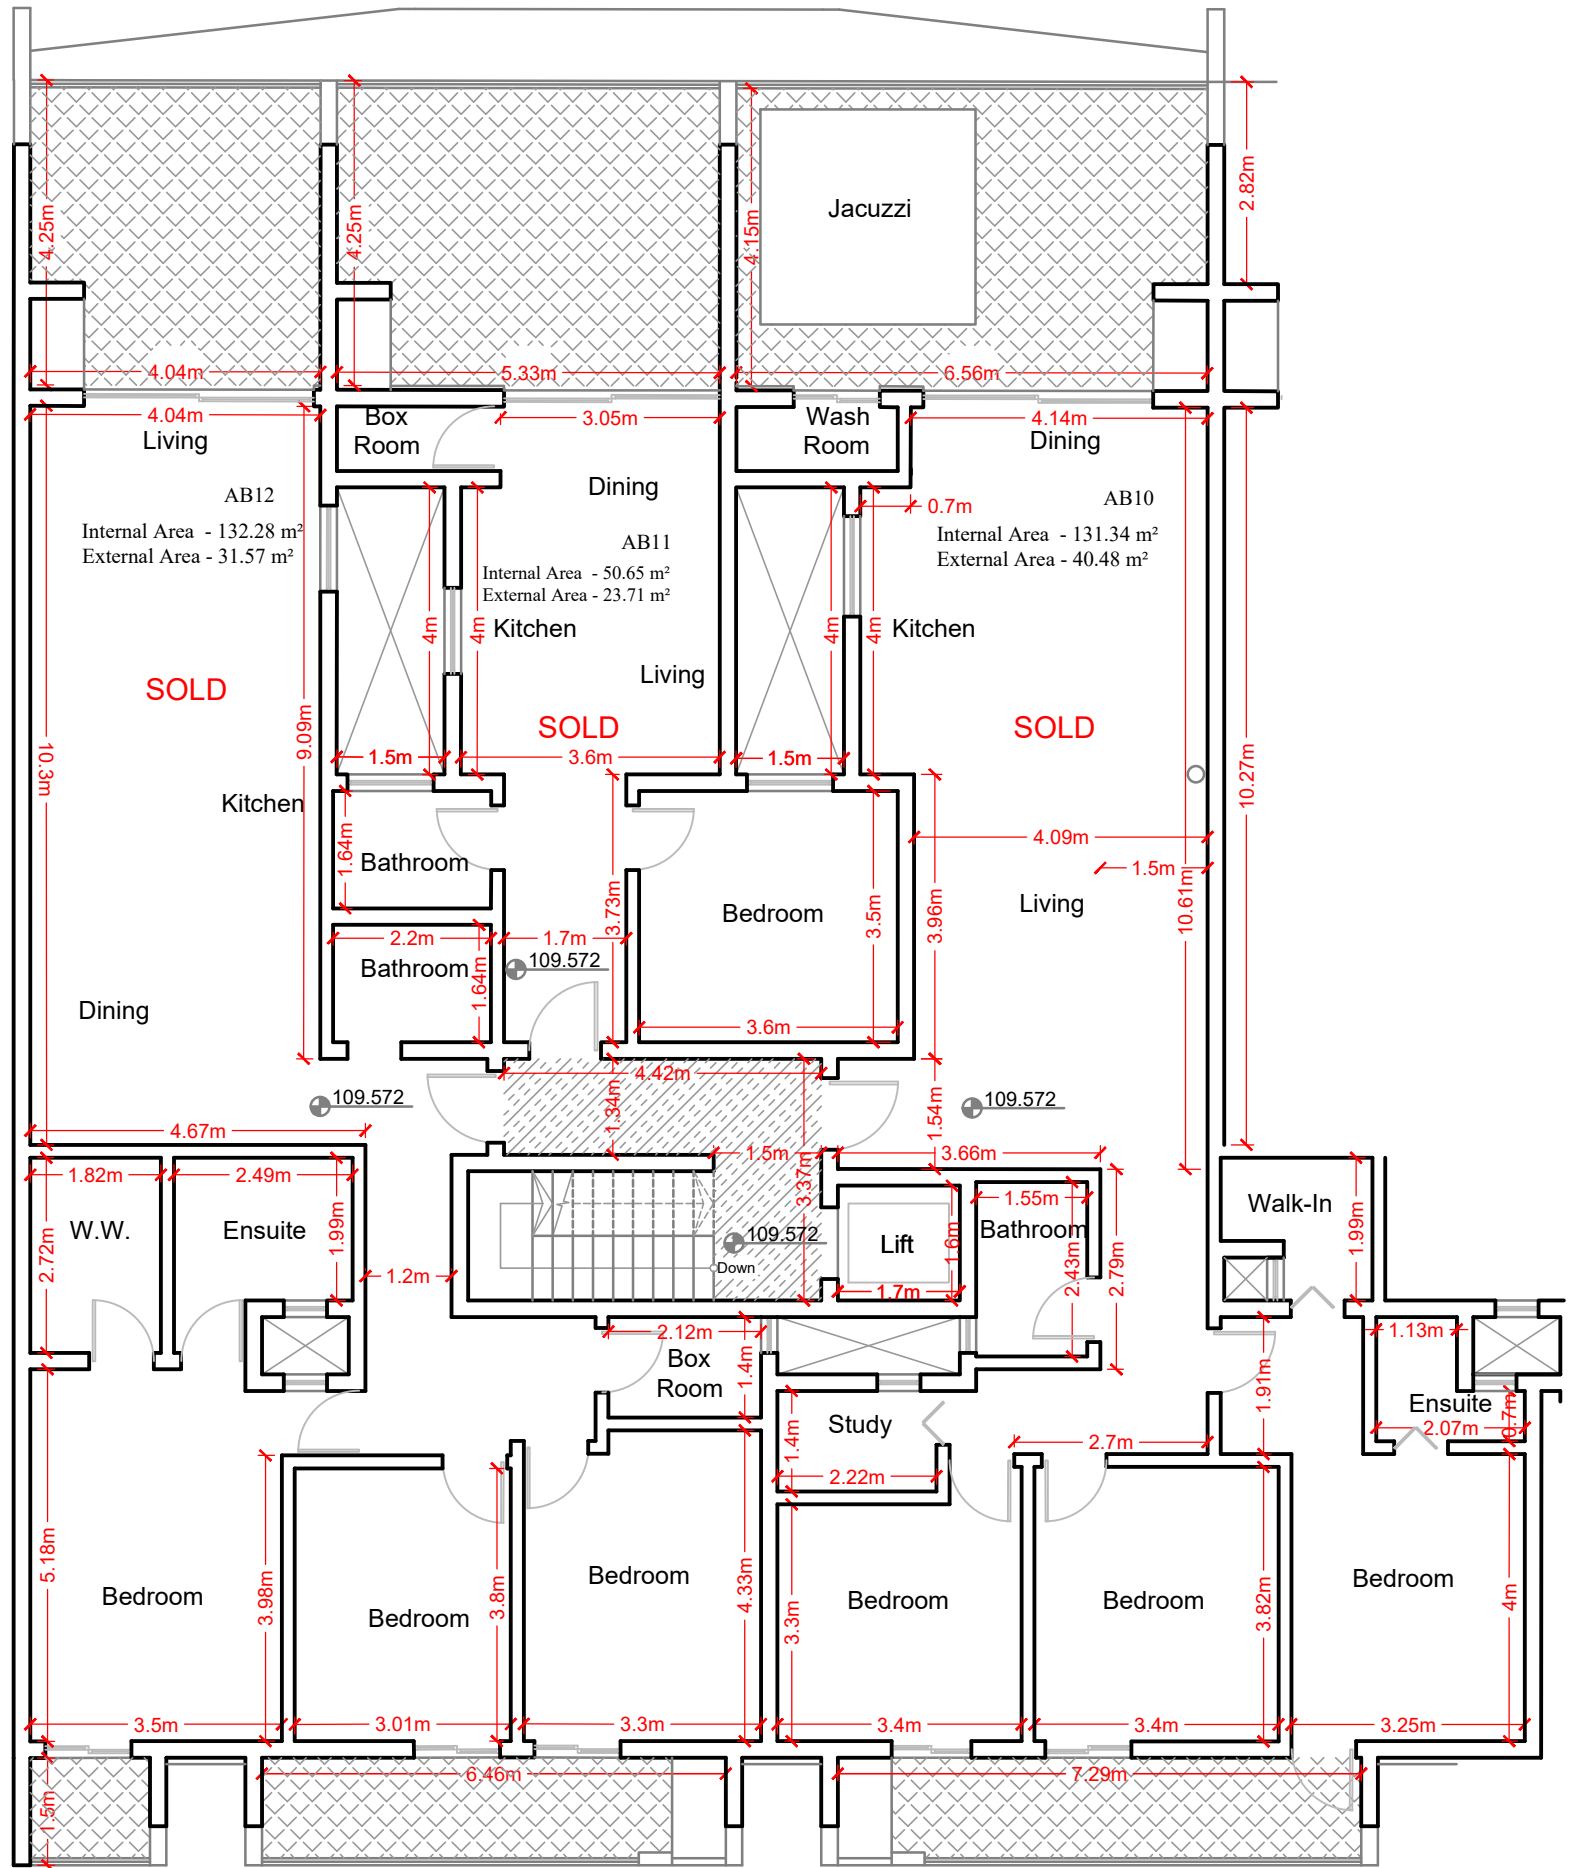 2.82m
4.25m
4.25m
4.15m
Jacuzzi
4.04m
5.33m
6.56m
4.04m
Living
Box
Room
3.05m
Wash
Room
4.14m
Dining
Dining
AB12
Internal Area - 132.28 m²
External Area - 31.57 m²
AB11
Internal Area - 50.65 m²
External Area - 23.71 m²
0.7m
AB10
Internal Area - 131.34 m²
External Area - 40.48 m²
4m
4m
Kitchen
4m
4m
Kitchen
Living
SOLD
SOLD
SOLD
10.3m
9.09m
1.5m
3.6m
1.5m
10.27m
Kitchen
4.09m
1.5m
1.64m
Bathroom
3.73m
Bedroom
3.5m
3.96m
Living
10.61m
2.2m
1.7m
Bathroom
1.64m
109.572
Dining
3.6m
4.42m
1.34m
109.572
109.572
1.54m
4.67m
1.5m
3.37m
3.66m
1.82m
2.49m
1.55m
W.W.
Ensuite
1.99m
2.72m
1.2m
109.572
Down
Lift
1.6m
1.7m
Bathroom
2.43m
2.79m
Walk-In
1.99m
2.12m
Box
Room
1.4m
1.13m
1.91m
Ensuite
0.7m
2.07m
Study
1.4m
2.22m
2.7m
5.18m
3.98m
3.8m
4.33m
3.3m
3.82m
4m
Bedroom
Bedroom
Bedroom
Bedroom
Bedroom
Bedroom
3.5m
3.01m
3.3m
3.4m
3.4m
3.25m
6.46m
7.29m
1.5m